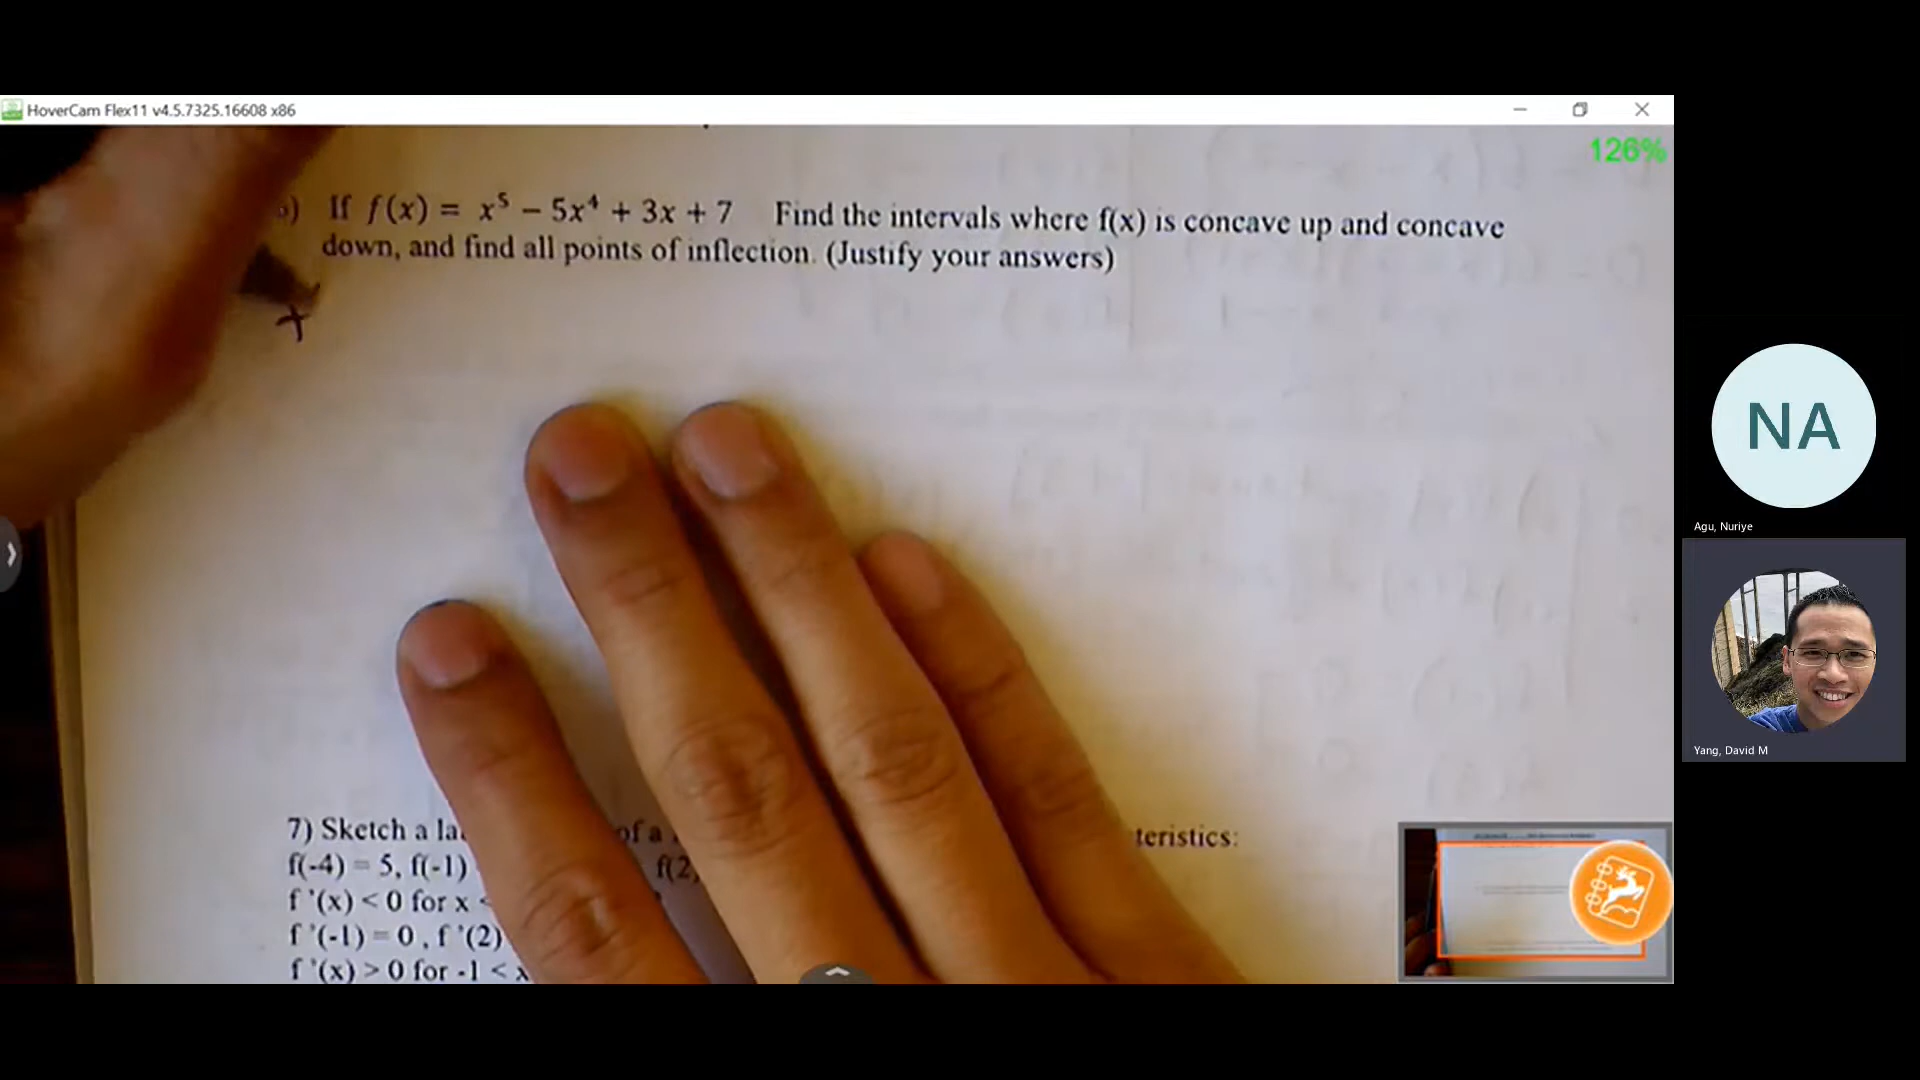 HoverCam Flex11 v4.5.7325.16608 x86
126%
) If f(x) = x⁵ − 5x⁴ + 3x + 7 Find the intervals where f(x) is concave up and concave
down, and find all points of inflection. (Justify your answers)
7) Sketch a la of a teristics:
f(-4) = 5, f(-1) f(2
f '(x) < 0 for x <
f '(-1) = 0 , f '(2)
f '(x) > 0 for -1 < x
NA
Agu, Nuriye
Yang, David M